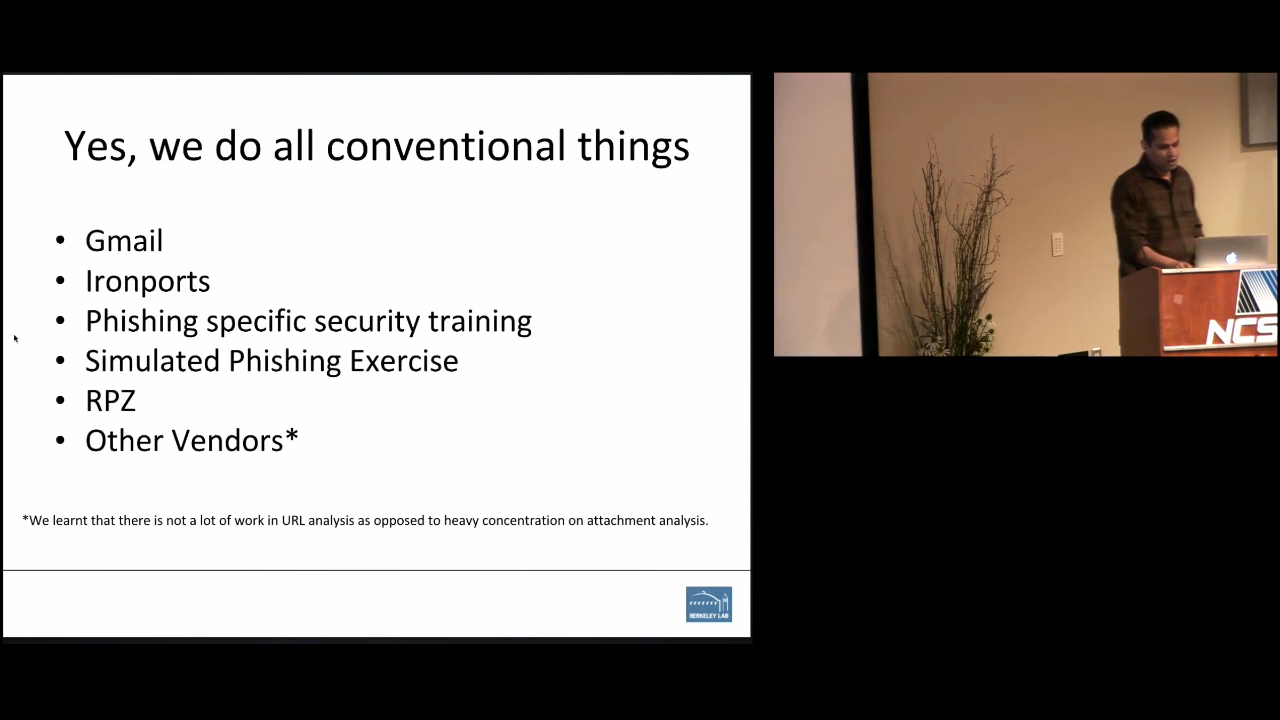 Yes, we do all conventional things
• Gmail
• Ironports
• Phishing specific security training
• Simulated Phishing Exercise
• RPZ
• Other Vendors*
*We learnt that there is not a lot of work in URL analysis as opposed to heavy concentration on attachment analysis.
BERKELEY LAB
NCS